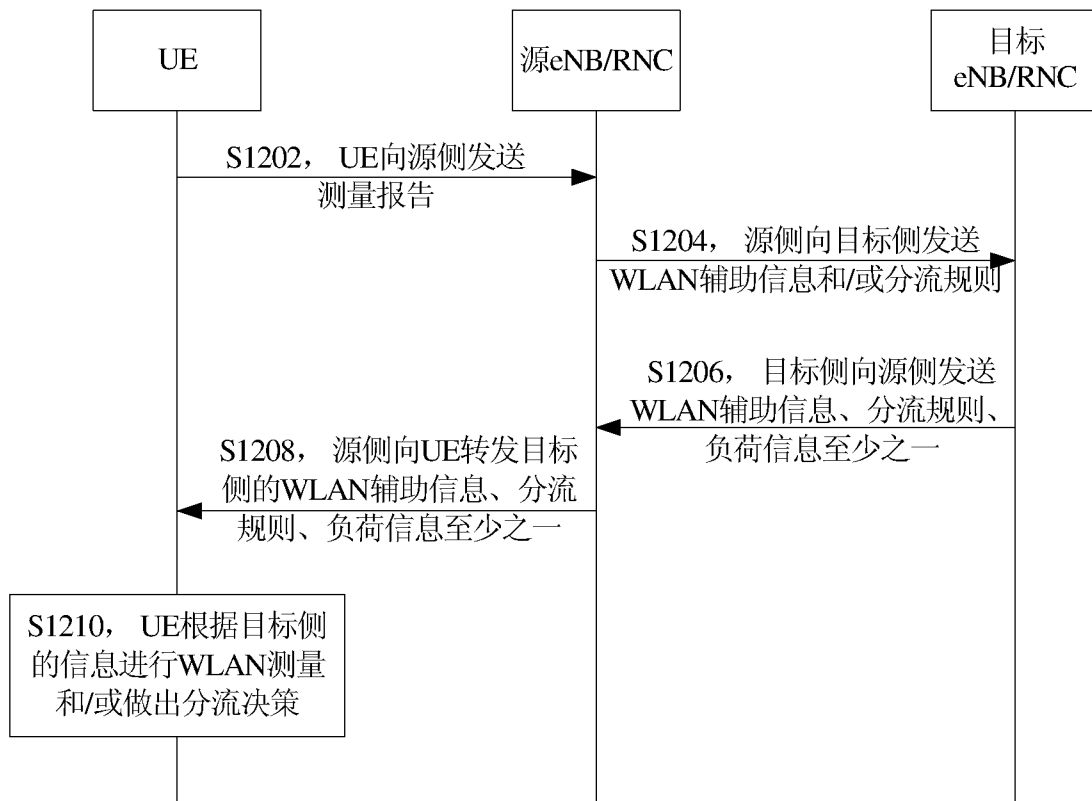 UE
源eNB/RNC
目标
eNB/RNC
S1202， UE向源侧发送
测量报告
S1204， 源侧向目标侧发送
WLAN辅助信息和/或分流规则
S1206， 目标侧向源侧发送
WLAN辅助信息、分流规则、
负荷信息至少之一
S1208， 源侧向UE转发目标
侧的WLAN辅助信息、分流
规则、负荷信息至少之一
S1210， UE根据目标侧
的信息进行WLAN测量
和/或做出分流决策